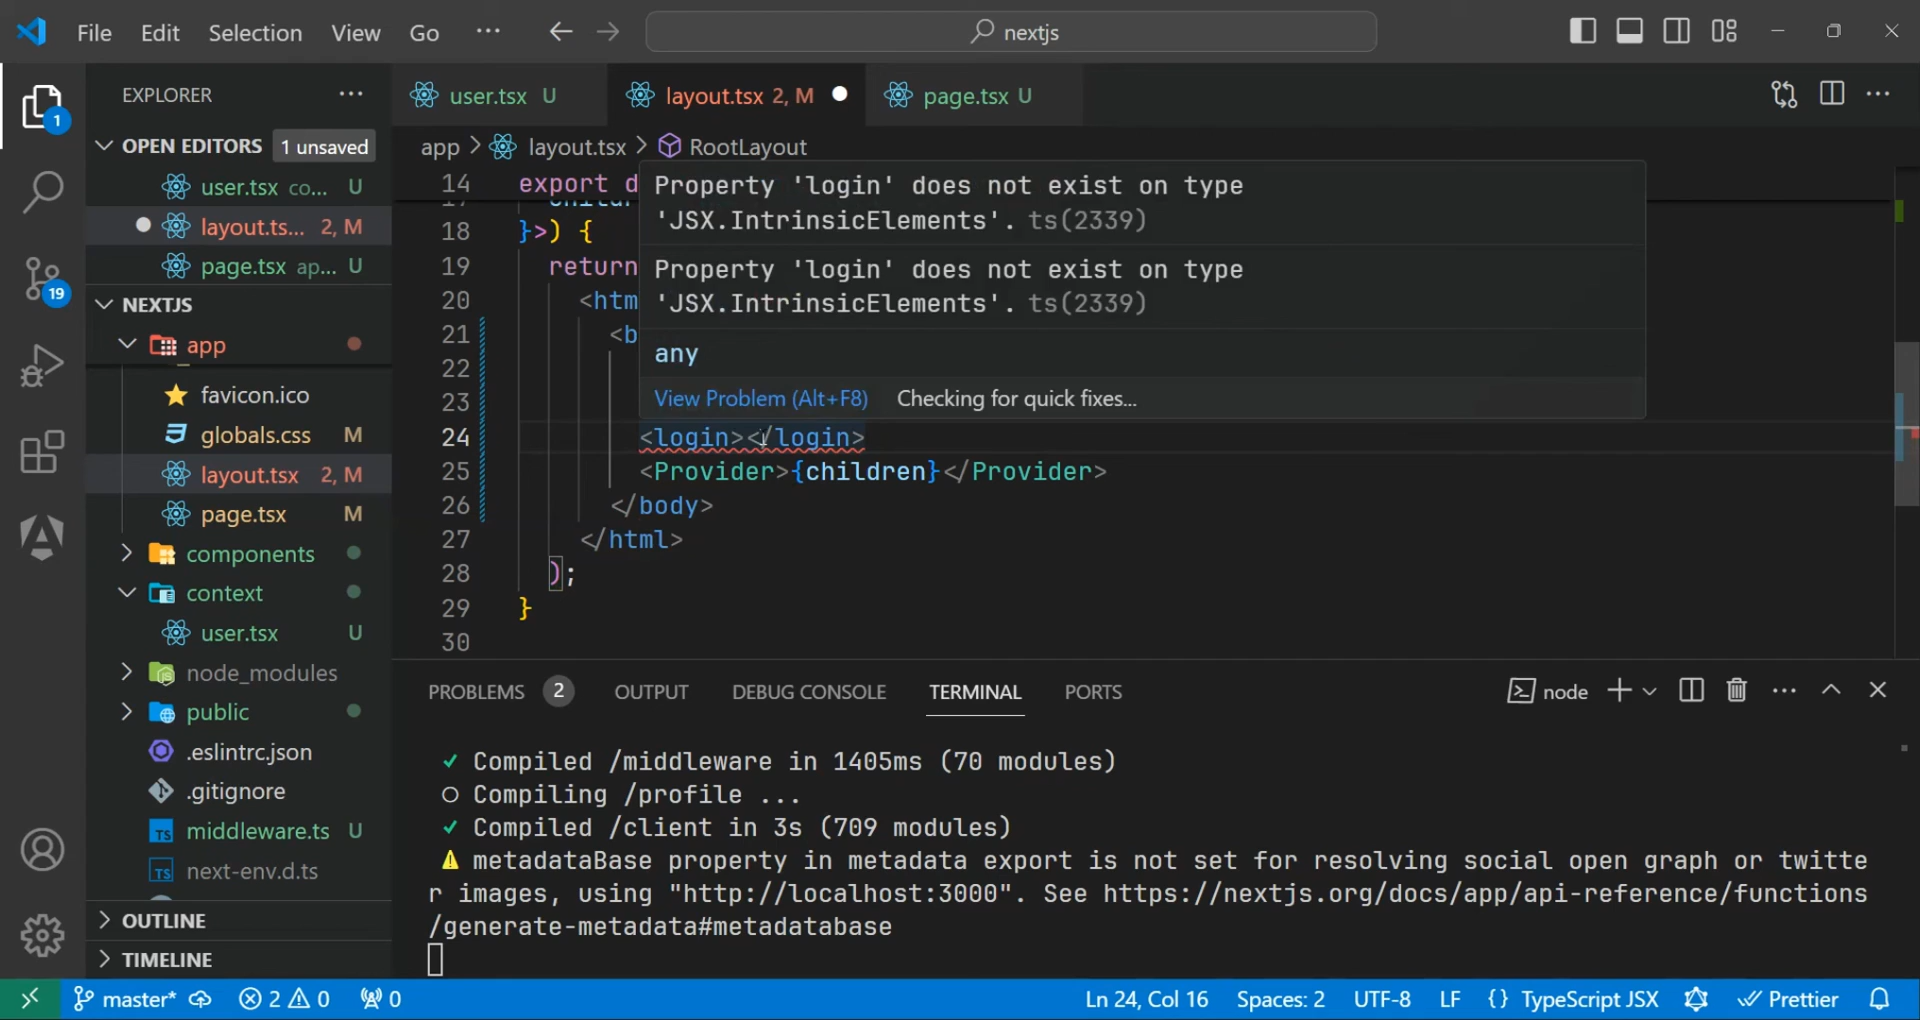 File Edit Selection View Go ··· nextjs
EXPLORER ···
OPEN EDITORS 1 unsaved
user.tsx co... U
layout.ts... 2, M
page.tsx ap... U
NEXTJS
app
favicon.ico
globals.css M
layout.tsx 2, M
page.tsx M
components
context
user.tsx U
node_modules
public
.eslintrc.json
.gitignore
TS middleware.ts U
TS next-env.d.ts
OUTLINE
TIMELINE
1
19
user.tsx U layout.tsx 2, M page.tsx U
app > layout.tsx > RootLayout
14 export d
18 }>) {
19 return
20 <htm
21 <b
22
23
24 <login></login>
25 <Provider>{children}</Provider>
26 </body>
27 </html>
28 );
29 }
30
Property 'login' does not exist on type
'JSX.IntrinsicElements'. ts(2339)
Property 'login' does not exist on type
'JSX.IntrinsicElements'. ts(2339)
any
View Problem (Alt+F8) Checking for quick fixes...
PROBLEMS 2 OUTPUT DEBUG CONSOLE TERMINAL PORTS node
✓ Compiled /middleware in 1405ms (70 modules)
○ Compiling /profile ...
✓ Compiled /client in 3s (709 modules)
⚠ metadataBase property in metadata export is not set for resolving social open graph or twitte
r images, using "http://localhost:3000". See https://nextjs.org/docs/app/api-reference/functions
/generate-metadata#metadatabase
master* 2 0 0 Ln 24, Col 16 Spaces: 2 UTF-8 LF {} TypeScript JSX Prettier